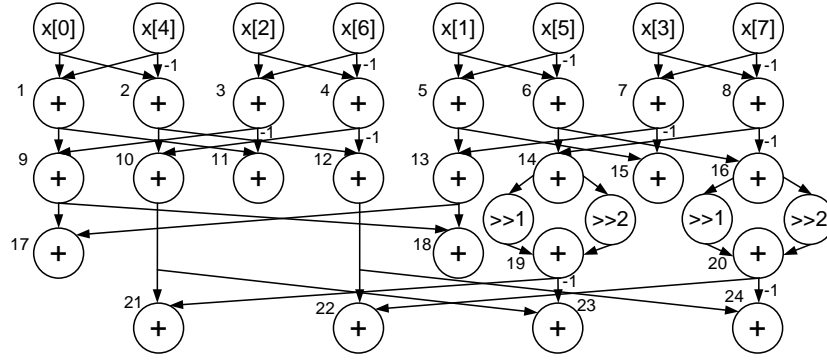 x[0] x[4] x[2] x[6] x[1] x[5] x[3] x[7]
-1 -1 -1 -1
1 + 2 + 3 + 4 + 5 + 6 + 7 + 8 +
-1 -1 -1 -1
9 + 10 + 11 + 12 + 13 + 14 + 15 + 16 +
>>1 >>2 >>1 >>2
17 + 18 + 19 + 20 +
-1 -1
21 + 22 + 23 + 24 +